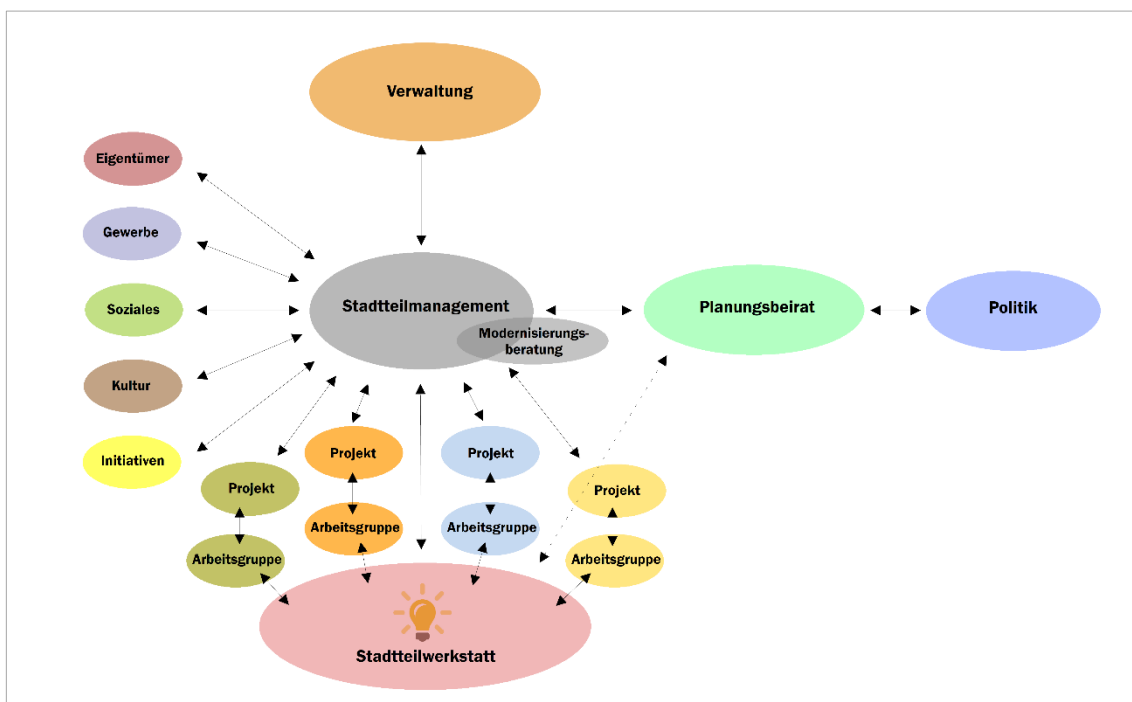 Verwaltung
Eigentümer
Gewerbe
Soziales
Kultur
Initiativen
Stadtteilmanagement
Modernisierungs-
beratung
Planungsbeirat
Politik
Projekt
Projekt
Projekt
Projekt
Arbeitsgruppe
Arbeitsgruppe
Arbeitsgruppe
Arbeitsgruppe
Stadtteilwerkstatt